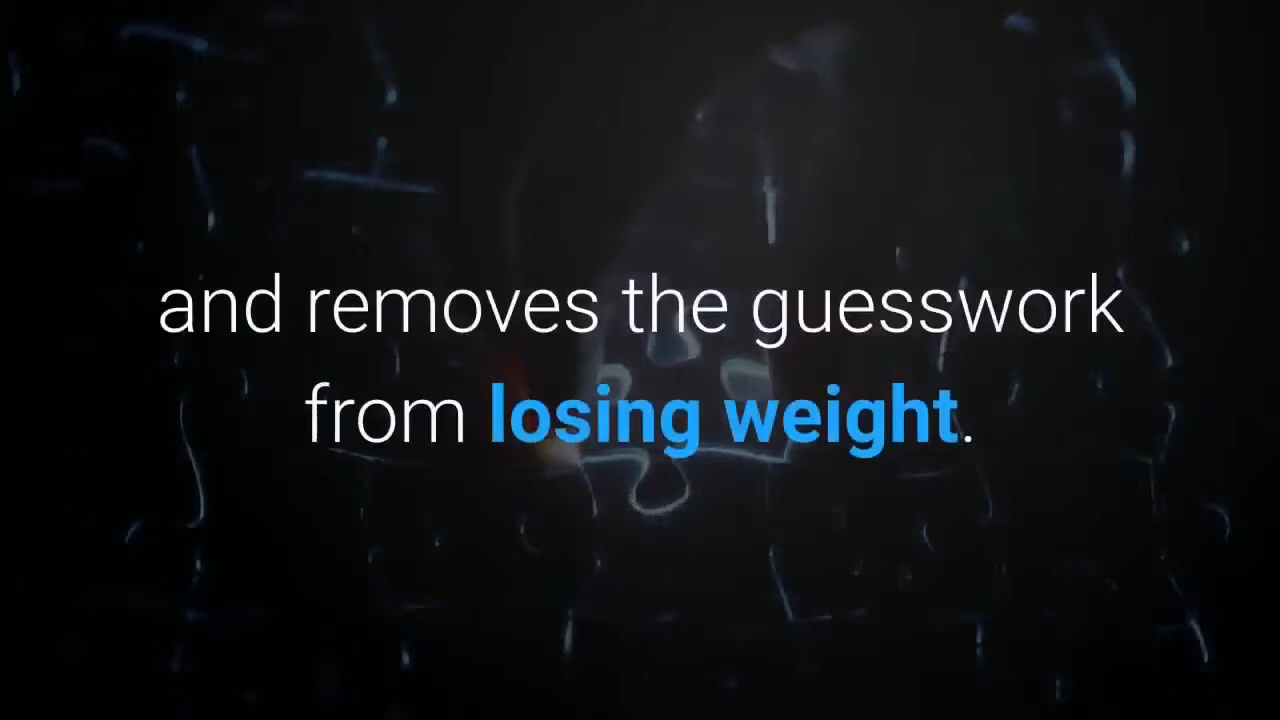 and removes the guesswork
from losing weight.